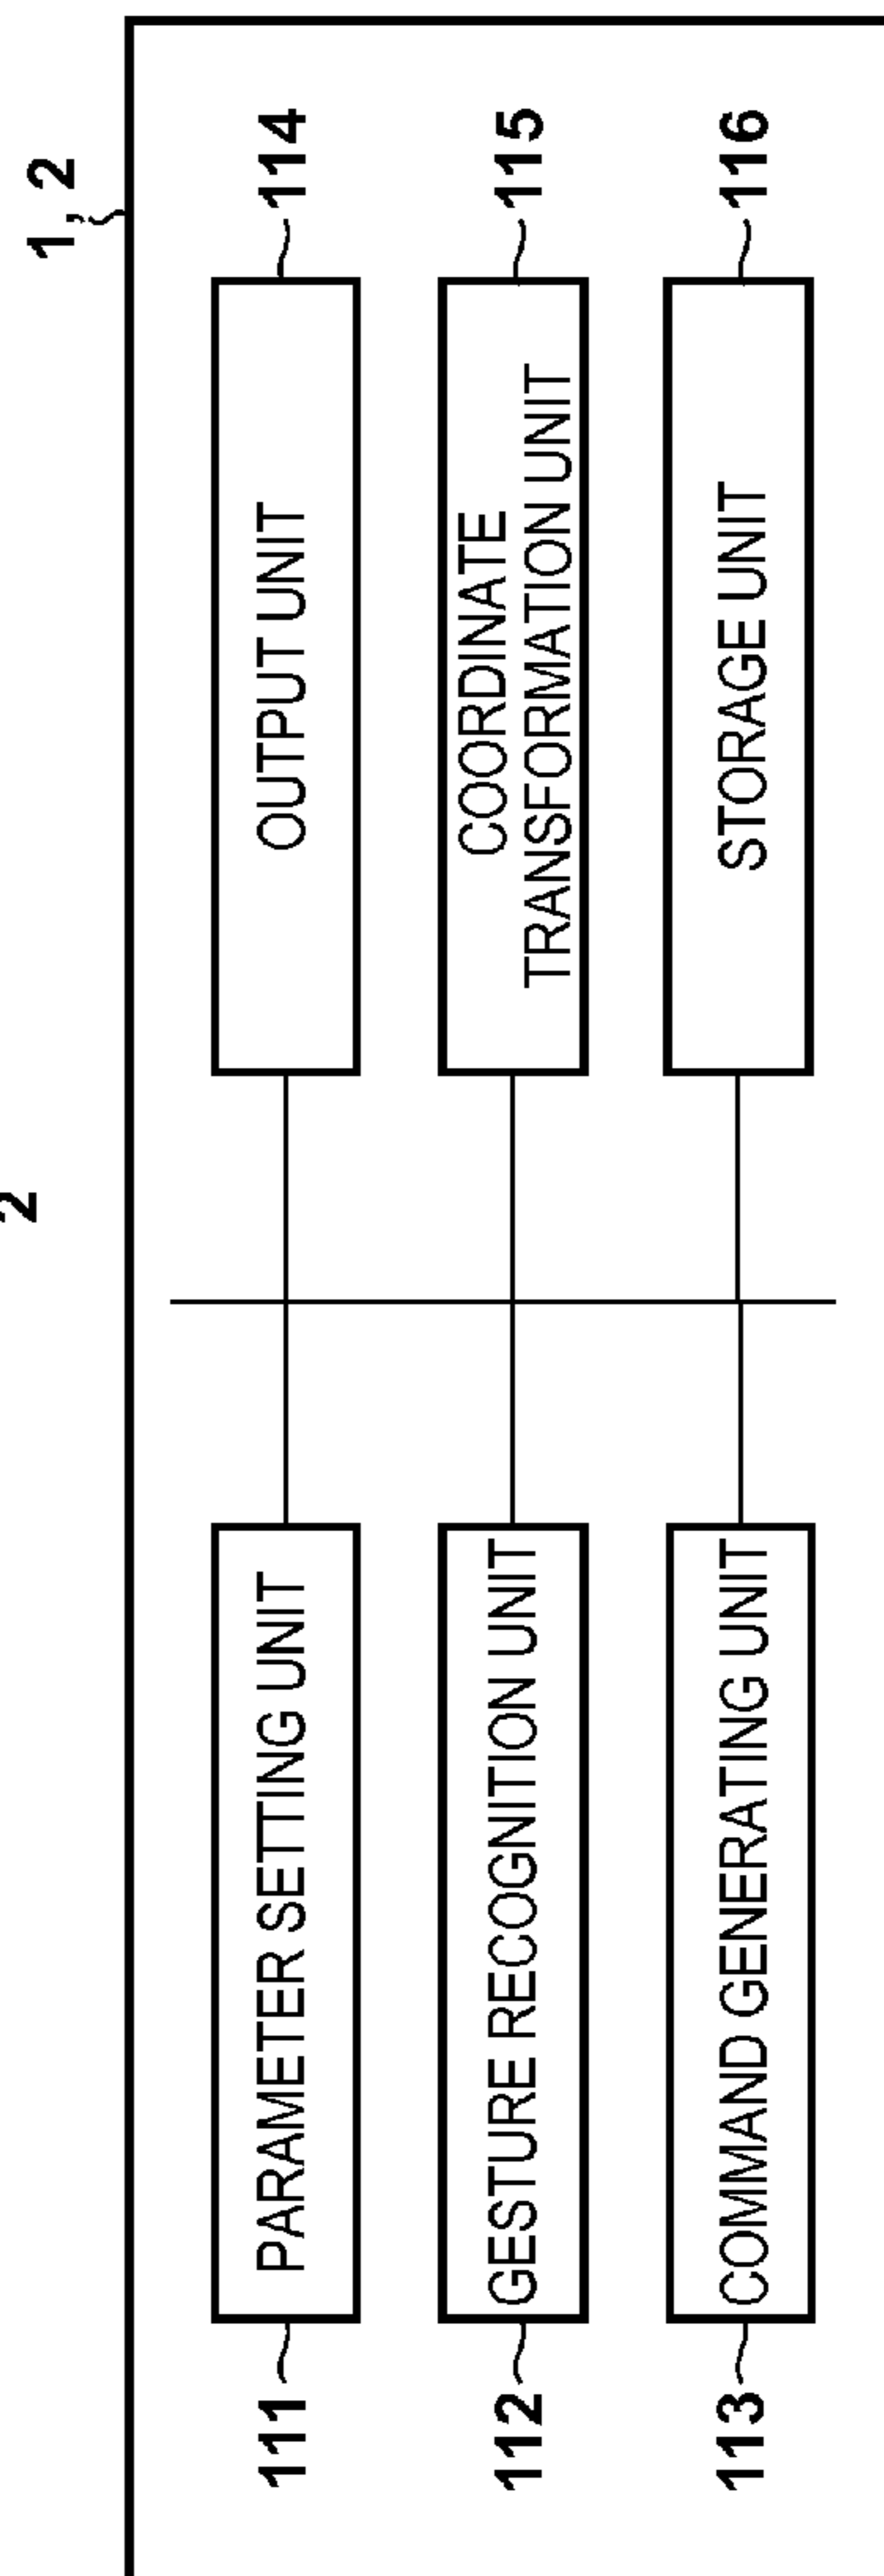 2
1, 2
111
PARAMETER SETTING UNIT
OUTPUT UNIT
114
112
GESTURE RECOGNITION UNIT
COORDINATE
TRANSFORMATION UNIT
115
113
COMMAND GENERATING UNIT
STORAGE UNIT
116